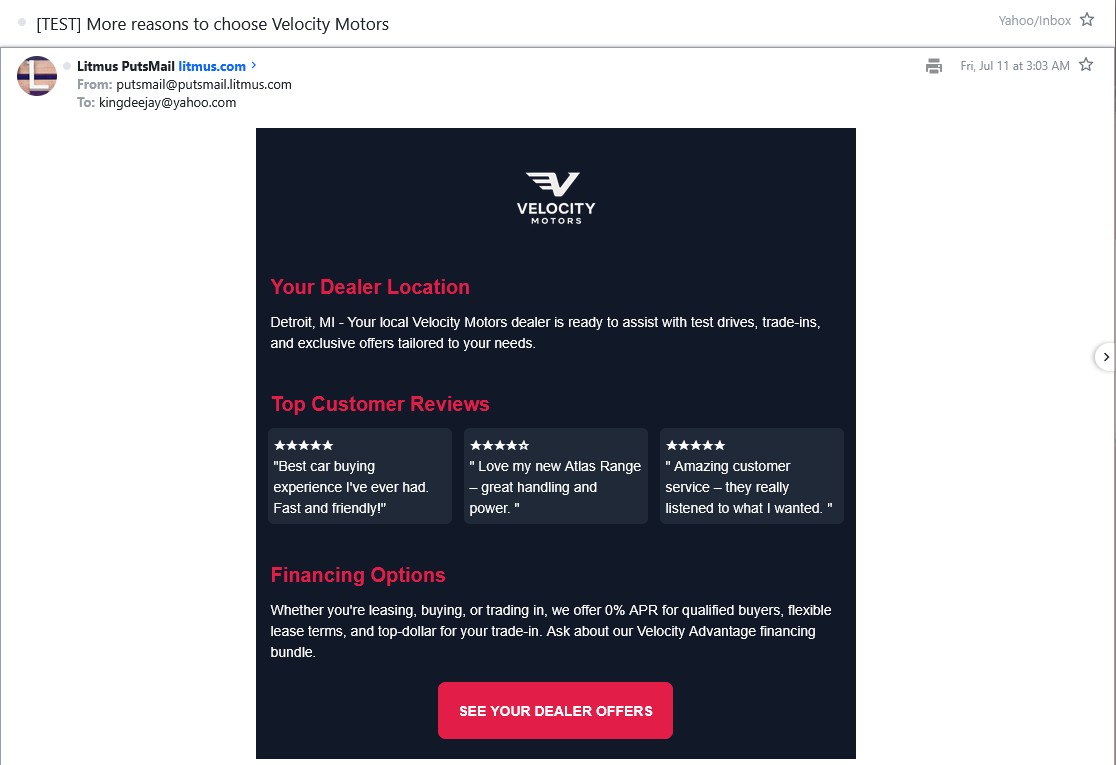 [TEST] More reasons to choose Velocity Motors
Yahoo/Inbox
L
Litmus PutsMail litmus.com
Fri, Jul 11 at 3:03 AM
From: putsmail@putsmail.litmus.com
To: kingdeejay@yahoo.com
VELOCITY
MOTORS
Your Dealer Location
Detroit, MI - Your local Velocity Motors dealer is ready to assist with test drives, trade-ins,
and exclusive offers tailored to your needs.
Top Customer Reviews
★★★★★
"Best car buying
experience I've ever had.
Fast and friendly!"
★★★★☆
" Love my new Atlas Range
– great handling and
power. "
★★★★★
" Amazing customer
service – they really
listened to what I wanted. "
Financing Options
Whether you're leasing, buying, or trading in, we offer 0% APR for qualified buyers, flexible
lease terms, and top-dollar for your trade-in. Ask about our Velocity Advantage financing
bundle.
SEE YOUR DEALER OFFERS